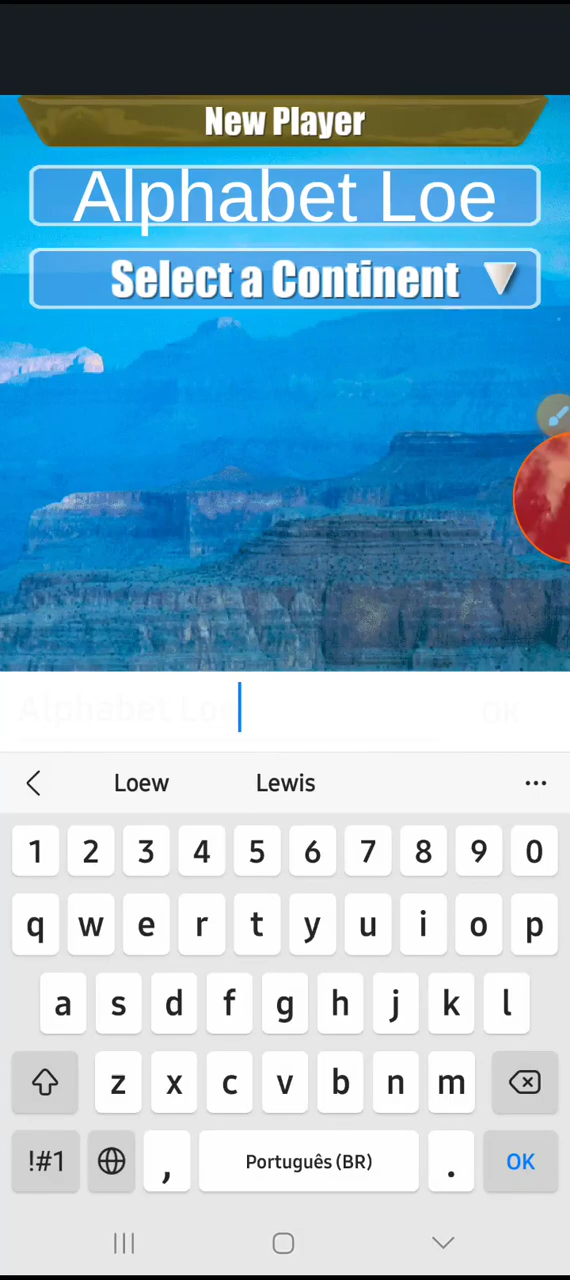 New Player
Alphabet Loe
Select a Continent
Alphabet Lo
OK
Loew Lewis
1 2 3 4 5 6 7 8 9 0
q w e r t y u i o p
a s d f g h j k l
z x c v b n m
!#1 , Português (BR) . OK